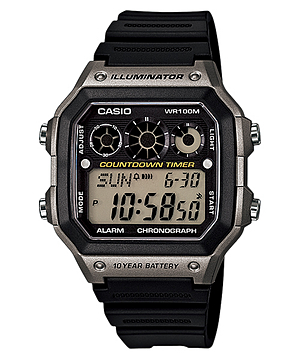 ILLUMINATOR
CASIO WR100M
ADJUST LIGHT
COUNTDOWN TIMER
SUN 6-30
P 10:58 50
MODE START
ALARM CHRONOGRAPH
10 YEAR BATTERY